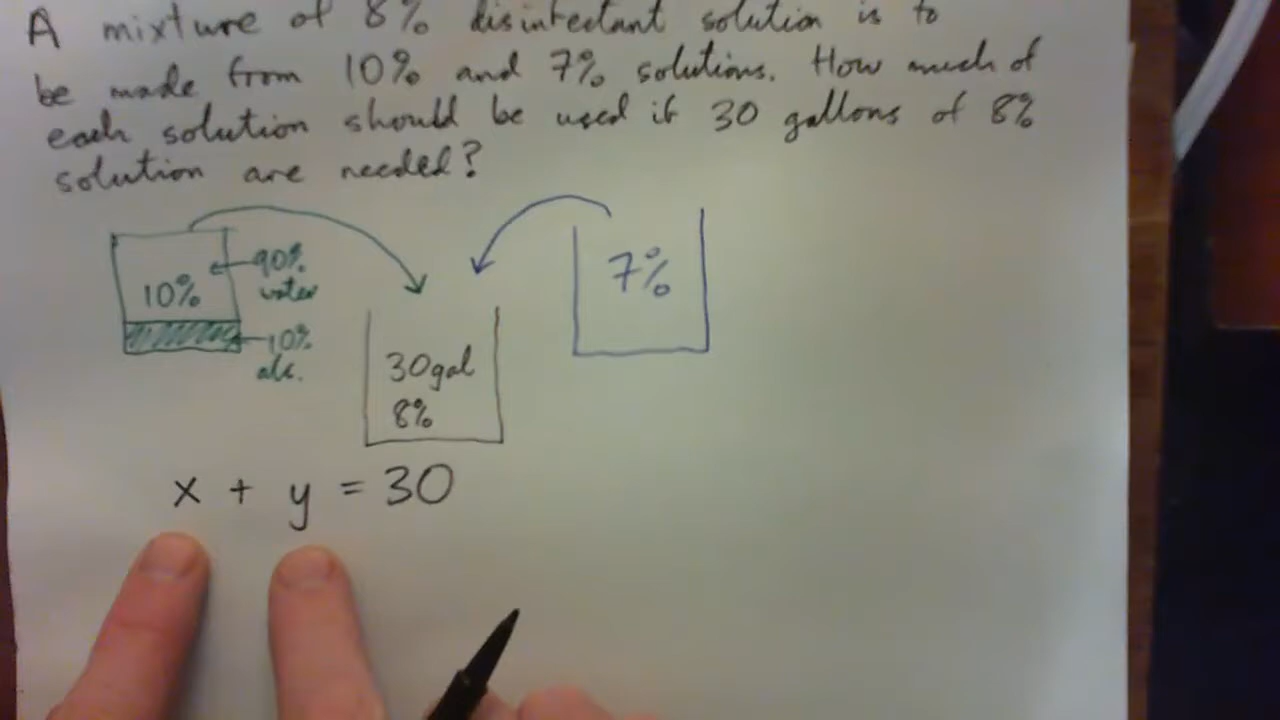 A mixture of 8% disinfectant solution is to
be made from 10% and 7% solutions. How much of
each solution should be used if 30 gallons of 8%
solution are needed?
10%
90%
water
10%
alc.
30gal
8%
7%
x + y = 30